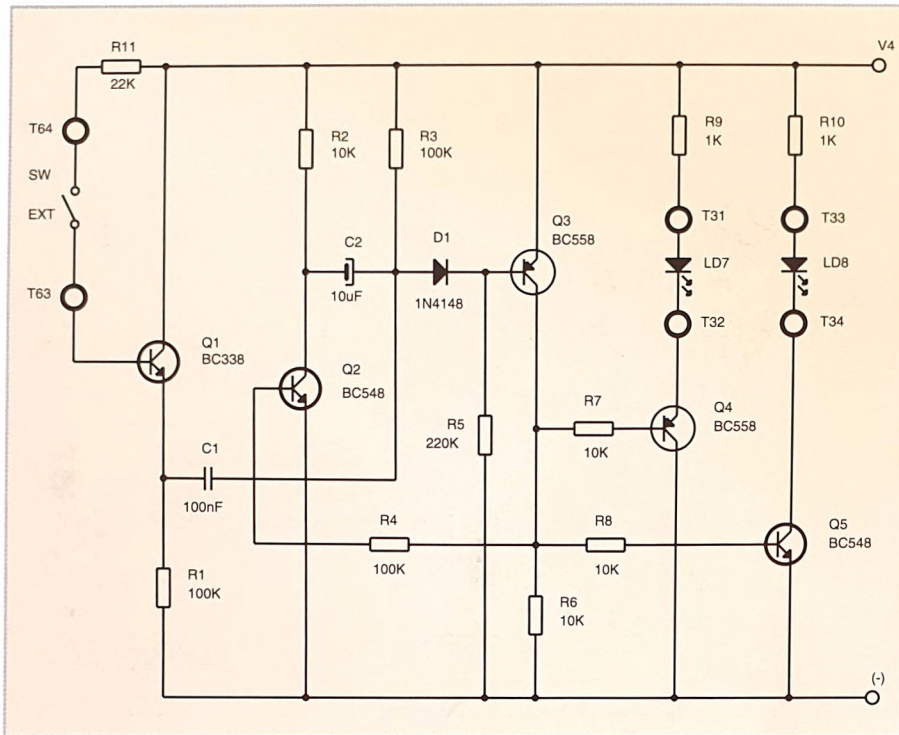 R11
22K
V4
T64
SW
EXT
T63
R2
10K
R3
100K
R9
1K
R10
1K
Q3
BC558
T31
T33
C2
10uF
D1
1N4148
LD7
LD8
T32
T34
Q1
BC338
Q2
BC548
R5
220K
R7
10K
Q4
BC558
C1
100nF
R4
100K
R8
10K
Q5
BC548
R1
100K
R6
10K
(-)